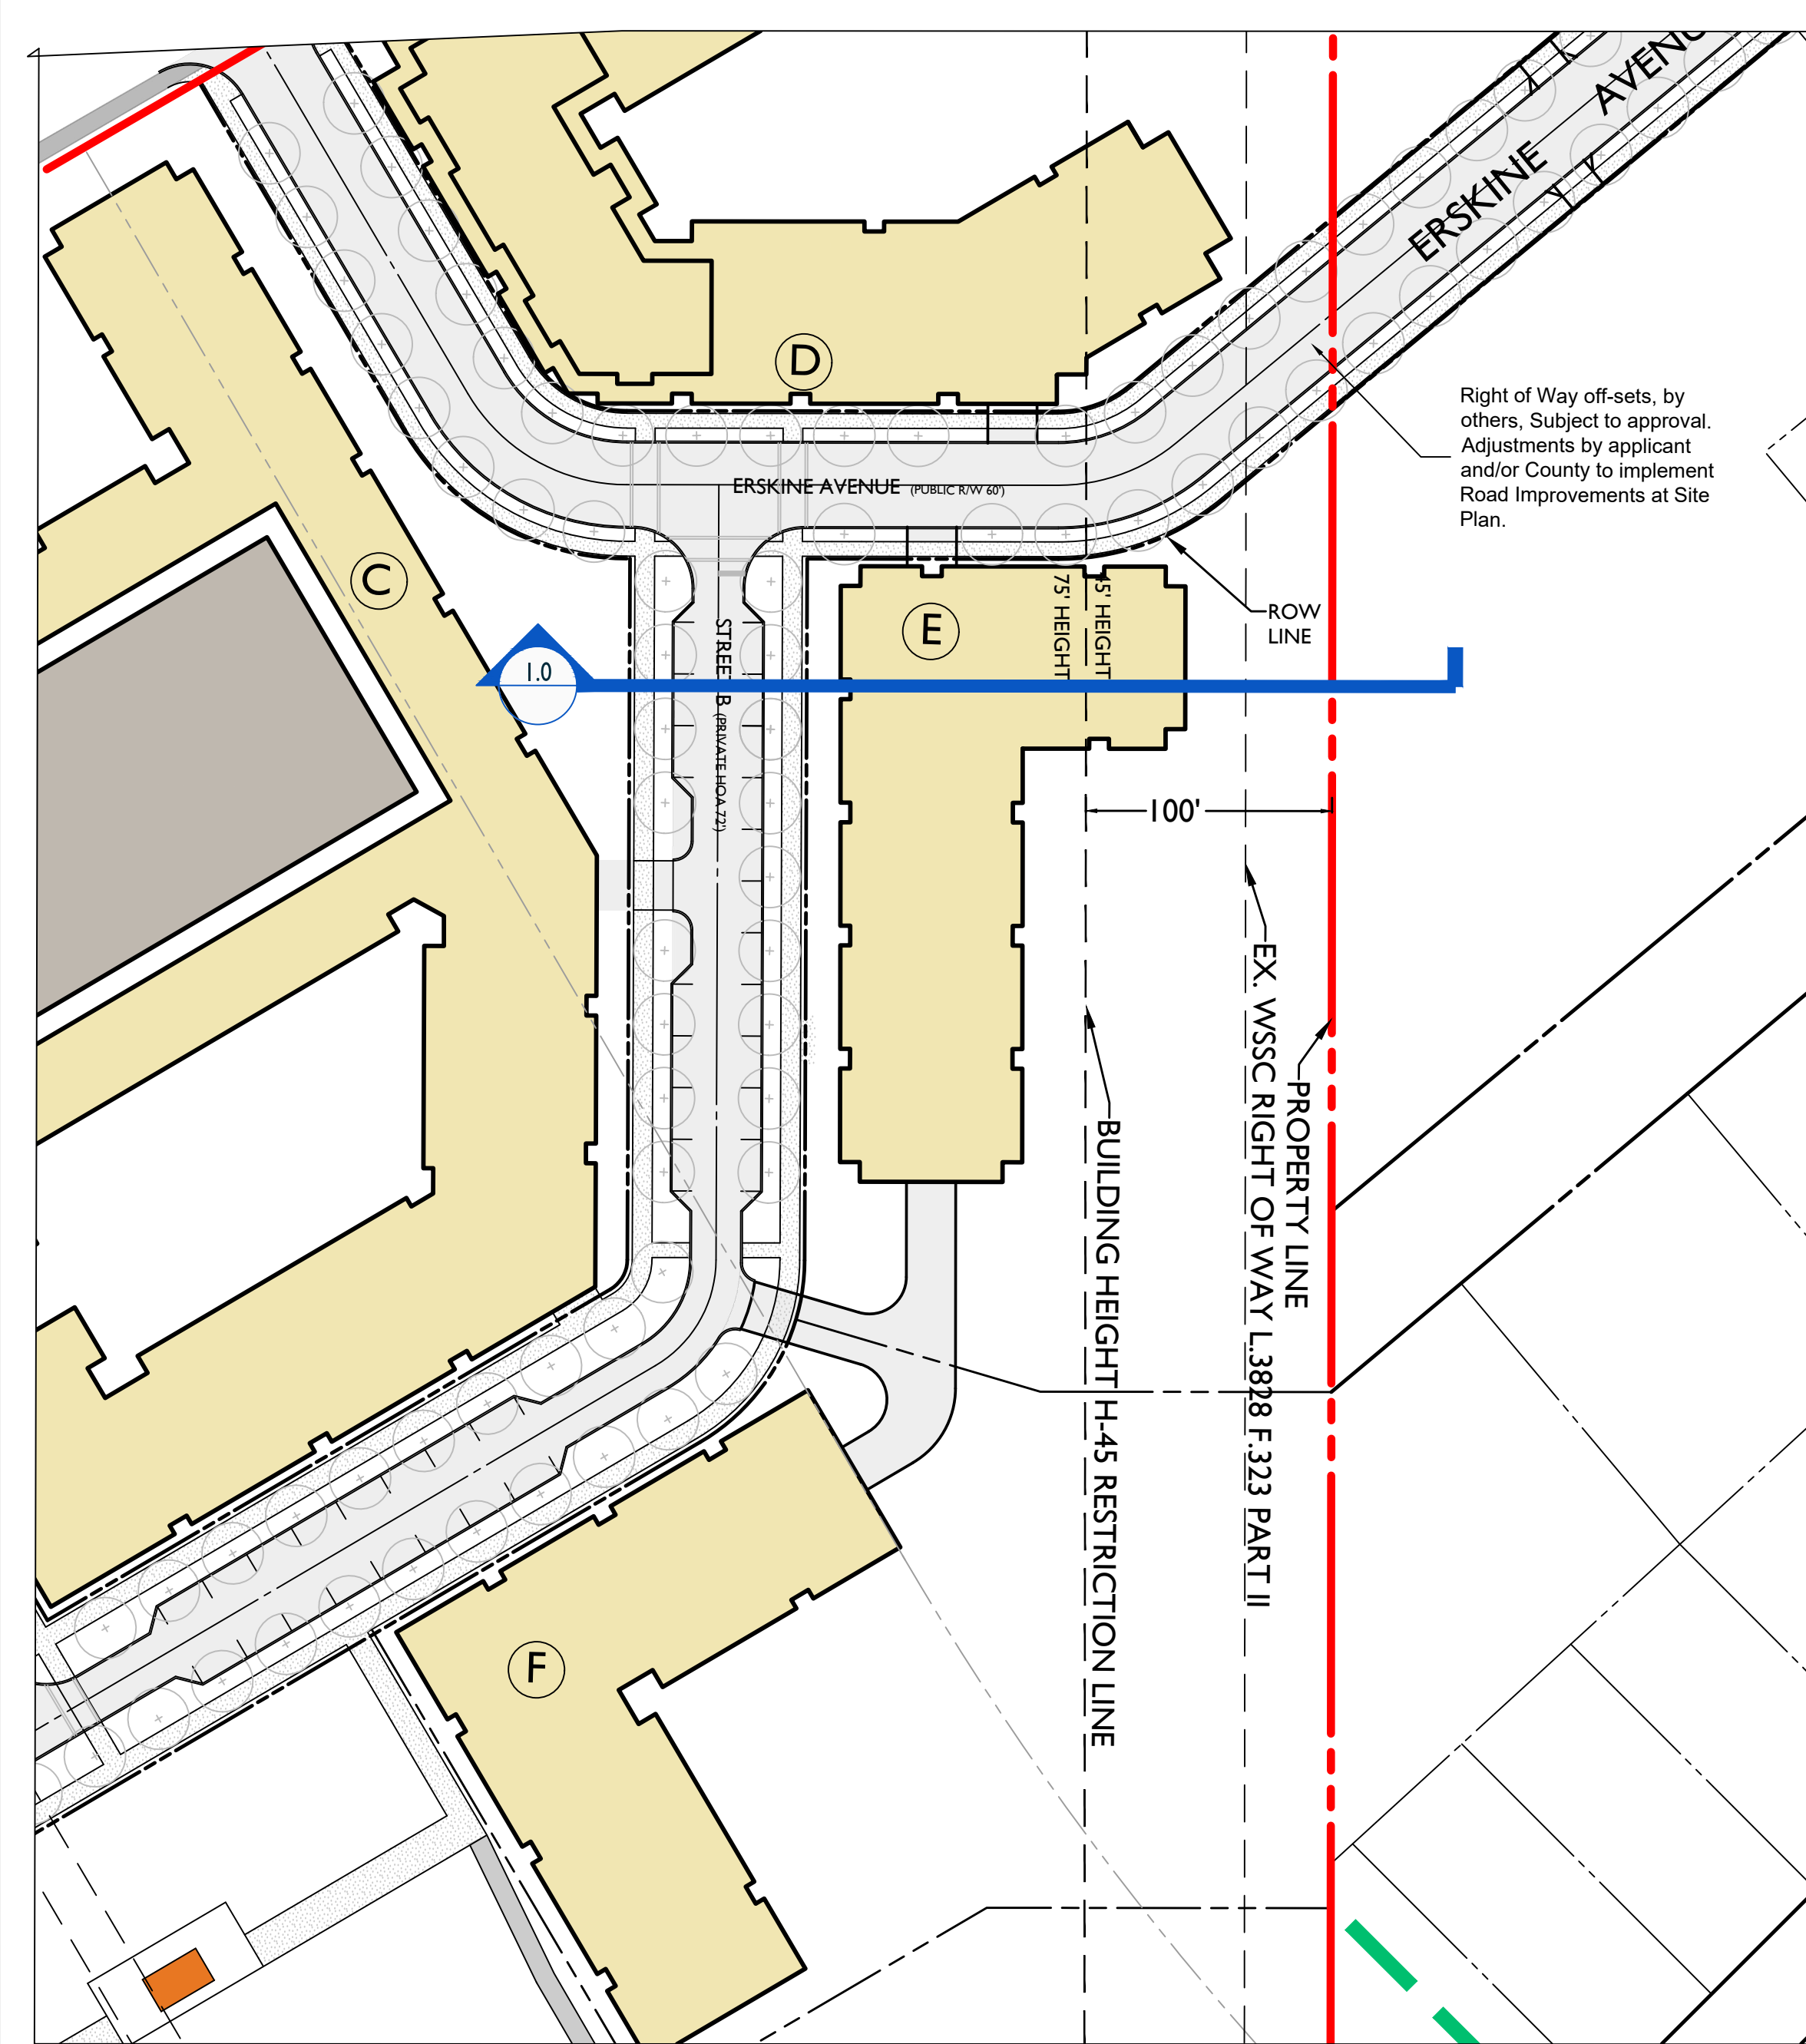 AVENU
ERSKINE
D
Right of Way off-sets, by
others, Subject to approval.
Adjustments by applicant
and/or County to implement
Road Improvements at Site
Plan.
ERSKINE AVENUE (PUBLIC R/W 60')
C
E
75' HEIGHT
45' HEIGHT
ROW
LINE
1.0
STREET B (PRIVATE HOA 72')
100'
EX. WSSC RIGHT OF WAY L.3828 F.323 PART II
PROPERTY LINE
BUILDING HEIGHT H-45 RESTRICTION LINE
F